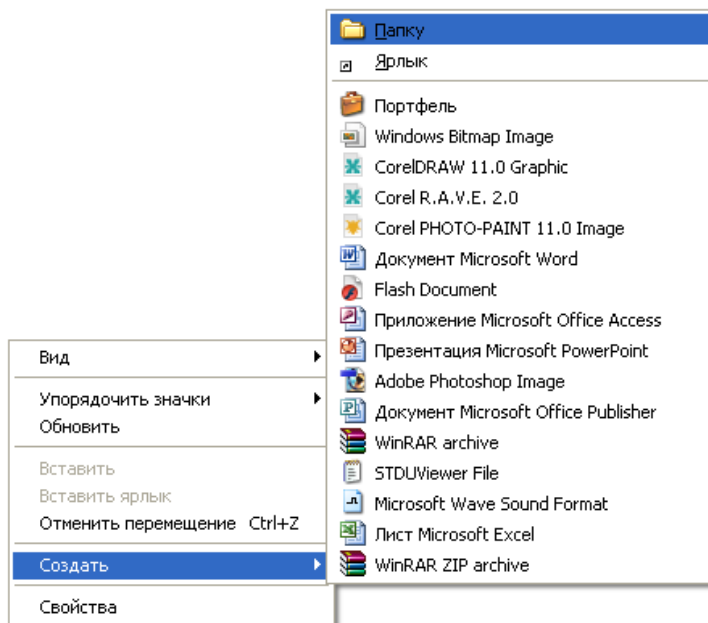 Папку
Ярлык
Портфель
Windows Bitmap Image
CorelDRAW 11.0 Graphic
Corel R.A.V.E. 2.0
Corel PHOTO-PAINT 11.0 Image
Документ Microsoft Word
Flash Document
Приложение Microsoft Office Access
Презентация Microsoft PowerPoint
Adobe Photoshop Image
Документ Microsoft Office Publisher
WinRAR archive
STDUViewer File
Microsoft Wave Sound Format
Лист Microsoft Excel
WinRAR ZIP archive
Вид
Упорядочить значки
Обновить
Вставить
Вставить ярлык
Отменить перемещение Ctrl+Z
Создать
Свойства